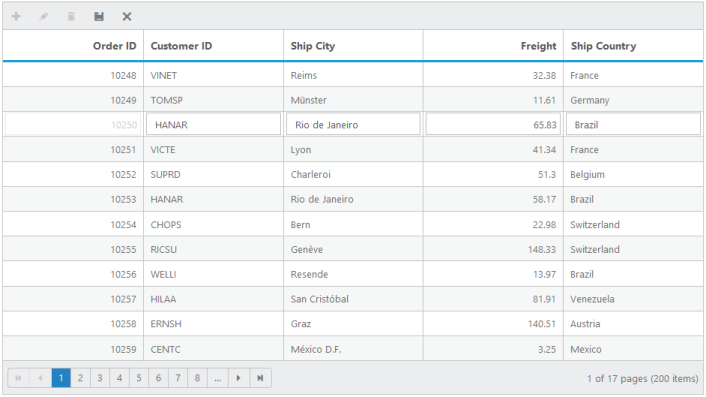 Order ID Customer ID Ship City Freight Ship Country
10248 VINET Reims 32.38 France
10249 TOMSP Münster 11.61 Germany
10250 HANAR Rio de Janeiro 65.83 Brazil
10251 VICTE Lyon 41.34 France
10252 SUPRD Charleroi 51.3 Belgium
10253 HANAR Rio de Janeiro 58.17 Brazil
10254 CHOPS Bern 22.98 Switzerland
10255 RICSU Genève 148.33 Switzerland
10256 WELLI Resende 13.97 Brazil
10257 HILAA San Cristóbal 81.91 Venezuela
10258 ERNSH Graz 140.51 Austria
10259 CENTC México D.F. 3.25 Mexico
1 2 3 4 5 6 7 8 ... 1 of 17 pages (200 items)